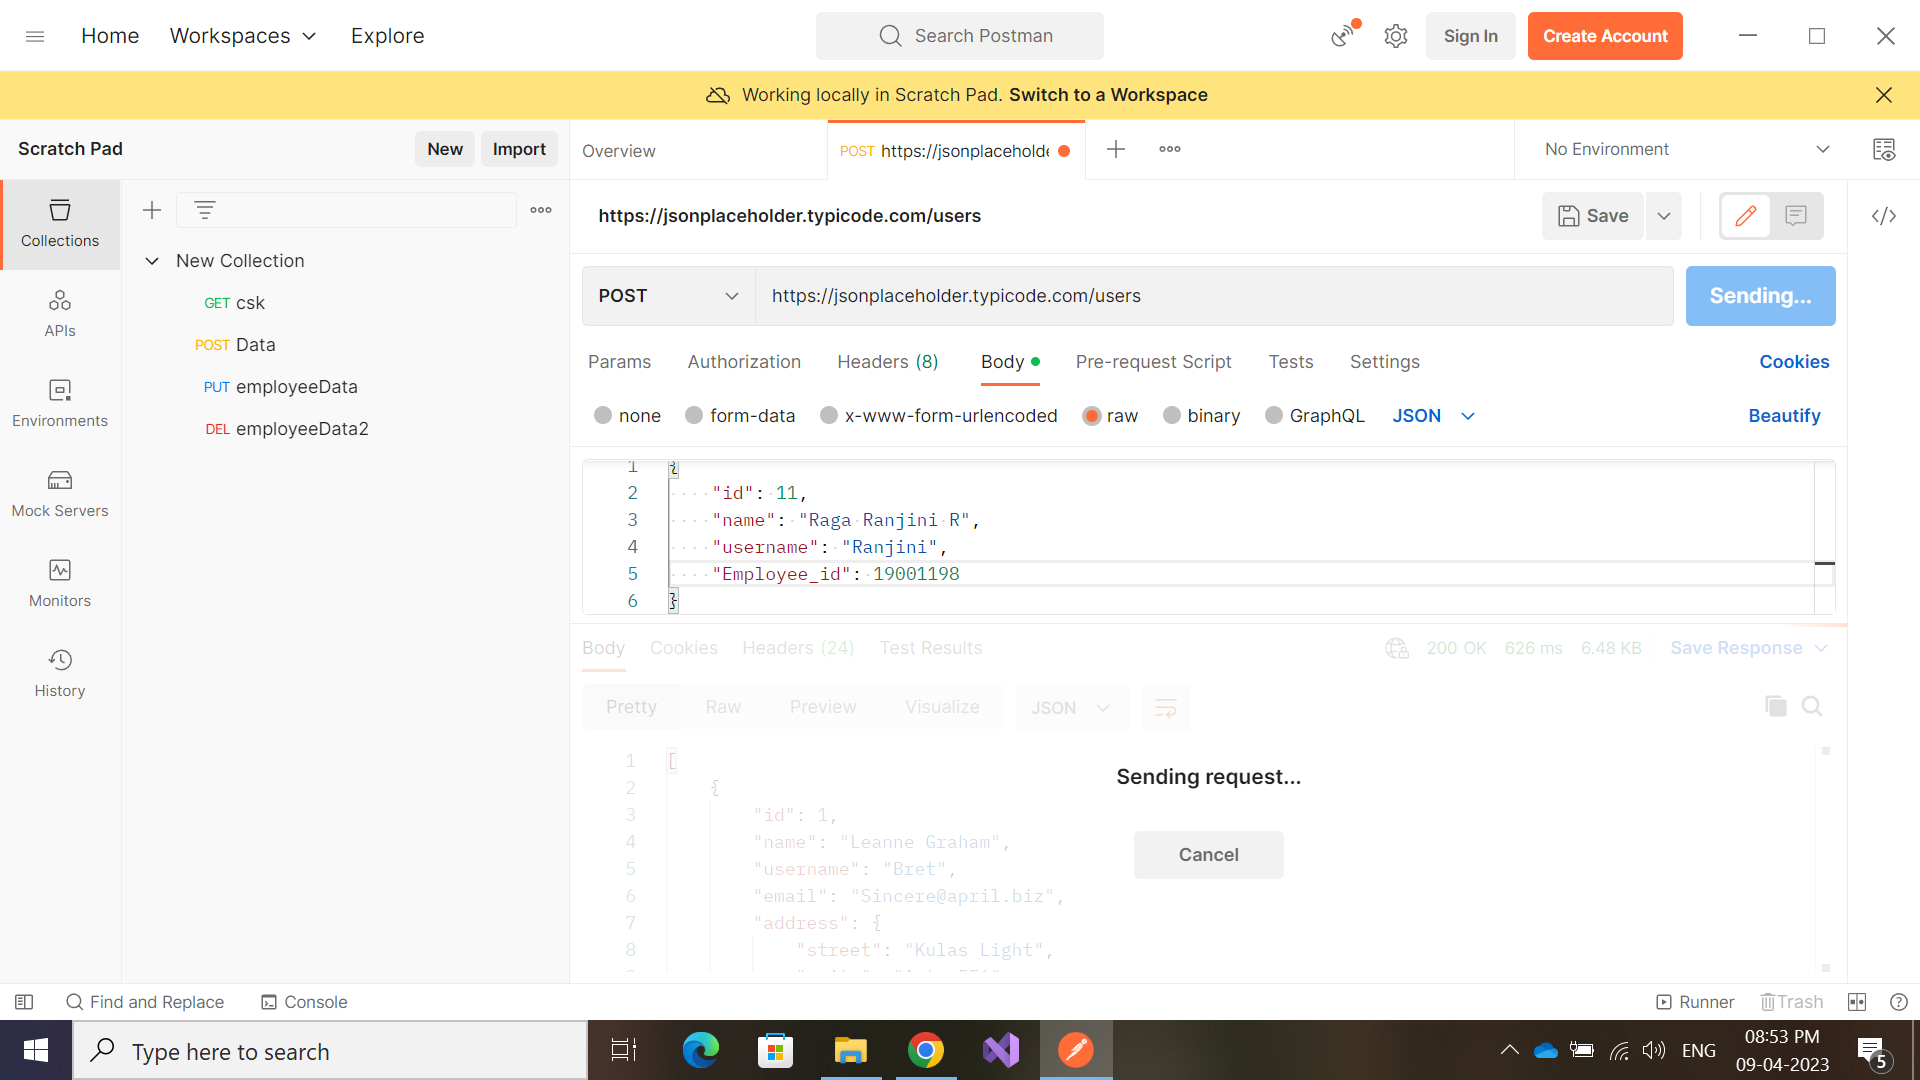 Home Workspaces Explore Search Postman Sign In Create Account
Working locally in Scratch Pad. Switch to a Workspace
Scratch Pad New Import Overview POST https://jsonplaceholde No Environment
Collections
APIs
Environments
Mock Servers
Monitors
History
New Collection
GET csk
POST Data
PUT employeeData
DEL employeeData2
https://jsonplaceholder.typicode.com/users Save
POST https://jsonplaceholder.typicode.com/users Sending...
Params Authorization Headers (8) Body Pre-request Script Tests Settings Cookies
none form-data x-www-form-urlencoded raw binary GraphQL JSON Beautify
1 {
2 "id": 11,
3 "name": "Raga Ranjini R",
4 "username": "Ranjini",
5 "Employee_id": 19001198
6 }
Body Cookies Headers (24) Test Results 200 OK 626 ms 6.48 KB Save Response
Pretty Raw Preview Visualize JSON
1 [
2 {
3 "id": 1,
4 "name": "Leanne Graham",
5 "username": "Bret",
6 "email": "Sincere@april.biz",
7 "address": {
8 "street": "Kulas Light",
Sending request...
Cancel
Find and Replace Console Runner Trash
Type here to search ENG 08:53 PM
09-04-2023 5